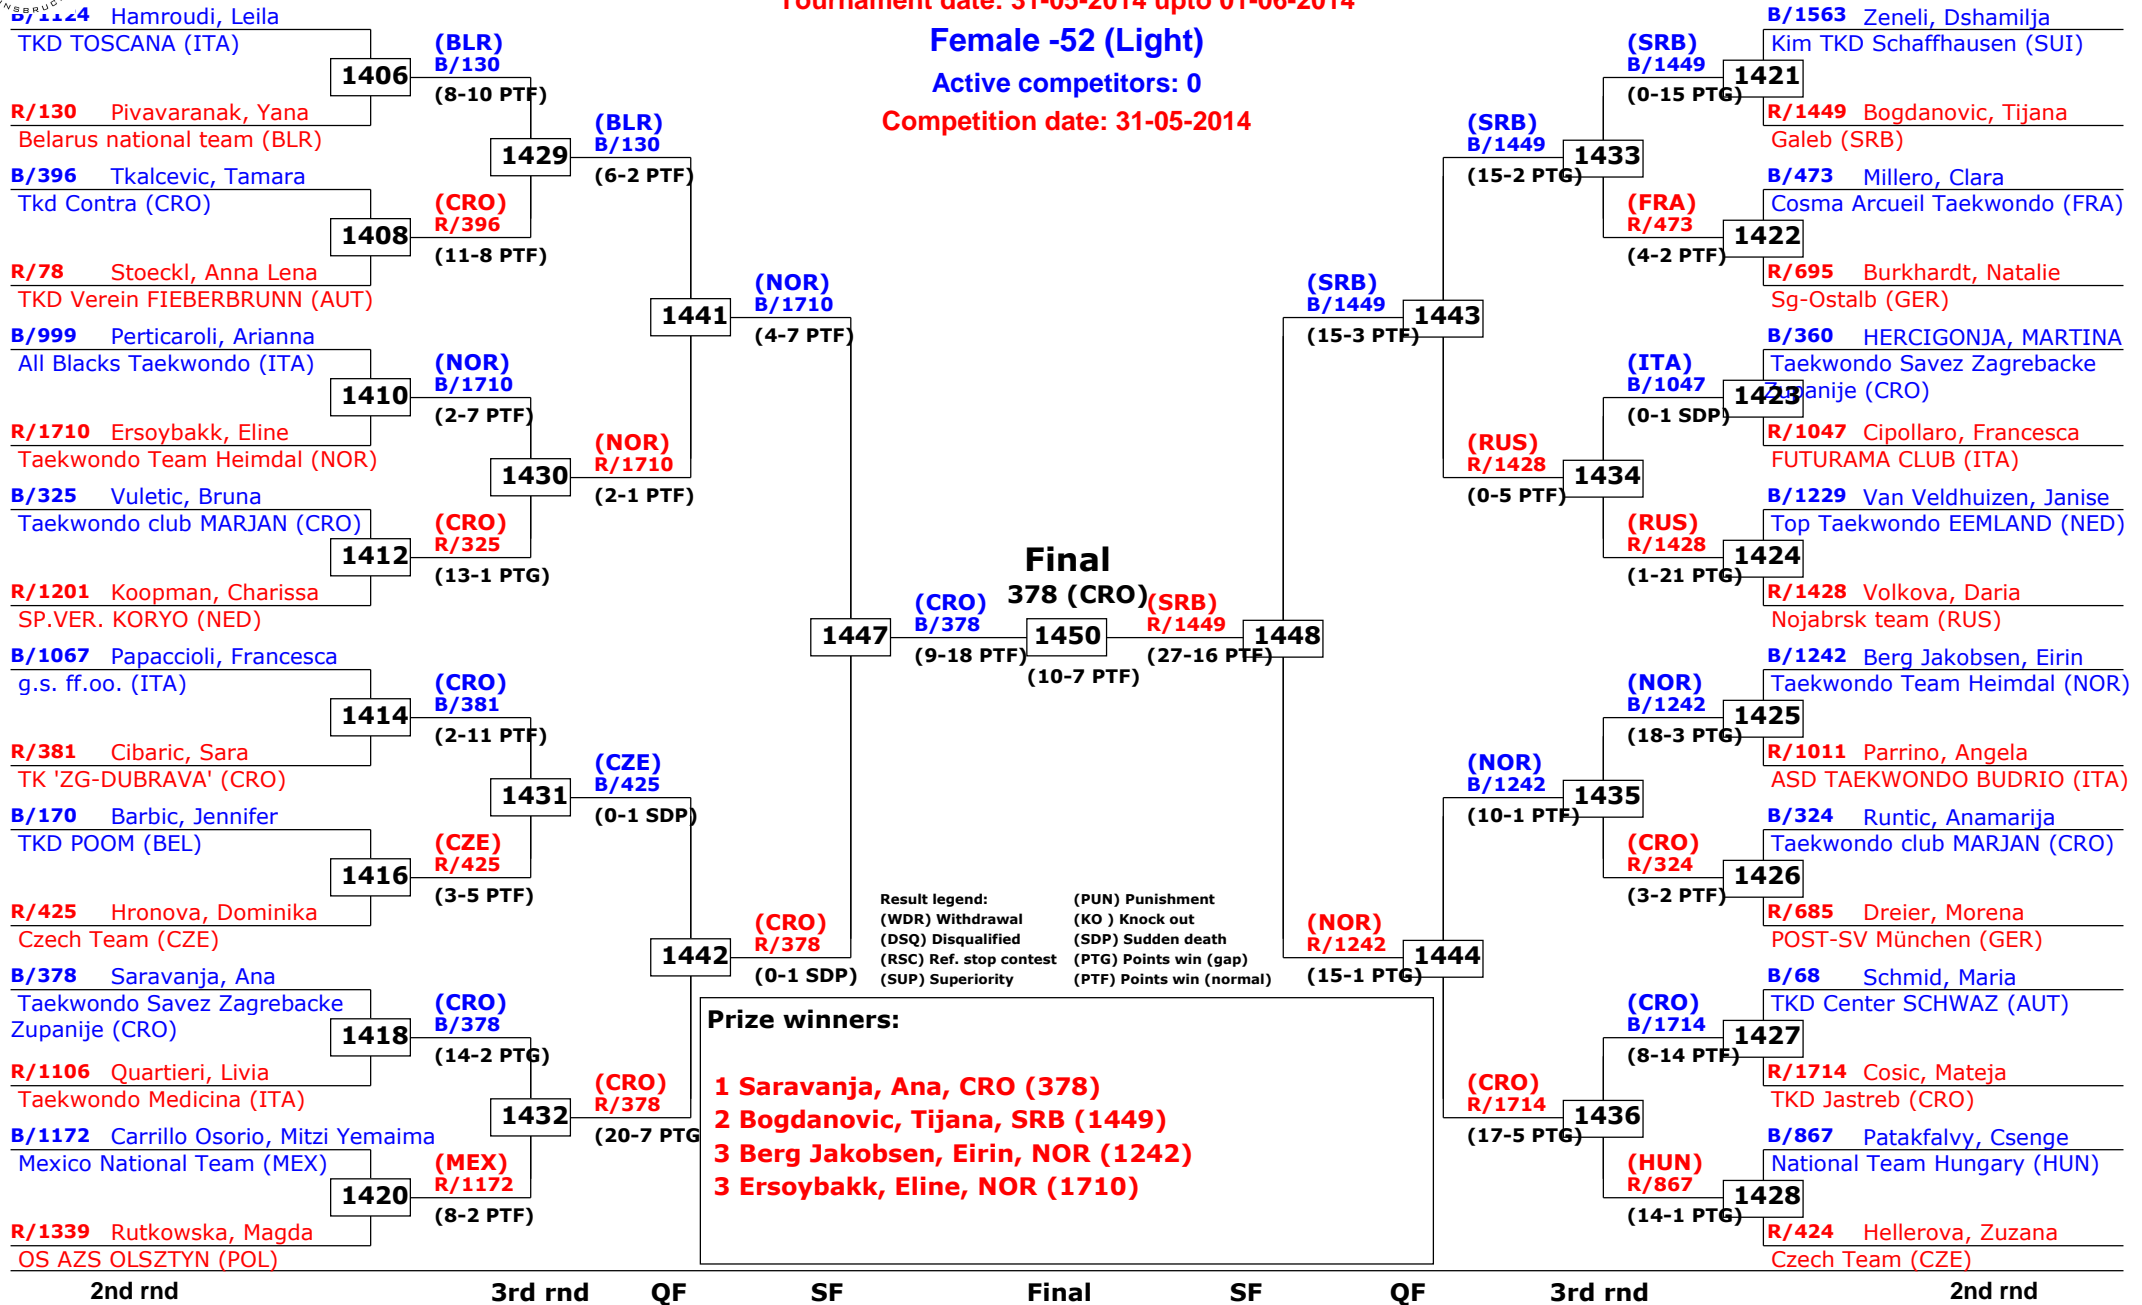 NSBRUC
Tournament date: 31-05-2014 upto 01-06-2014
Female -52 (Light)
Active competitors: 0
Competition date: 31-05-2014
B/1124 Hamroudi, Leila
TKD TOSCANA (ITA)
1406
R/130 Pivavaranak, Yana
Belarus national team (BLR)
B/396 Tkalcevic, Tamara
Tkd Contra (CRO)
1408
R/78 Stoeckl, Anna Lena
TKD Verein FIEBERBRUNN (AUT)
B/999 Perticaroli, Arianna
All Blacks Taekwondo (ITA)
1410
R/1710 Ersoybakk, Eline
Taekwondo Team Heimdal (NOR)
B/325 Vuletic, Bruna
Taekwondo club MARJAN (CRO)
1412
R/1201 Koopman, Charissa
SP.VER. KORYO (NED)
B/1067 Papaccioli, Francesca
g.s. ff.oo. (ITA)
1414
R/381 Cibaric, Sara
TK 'ZG-DUBRAVA' (CRO)
B/170 Barbic, Jennifer
TKD POOM (BEL)
1416
R/425 Hronova, Dominika
Czech Team (CZE)
B/378 Saravanja, Ana
Taekwondo Savez Zagrebacke
Zupanije (CRO)
1418
R/1106 Quartieri, Livia
Taekwondo Medicina (ITA)
B/1172 Carrillo Osorio, Mitzi Yemaima
Mexico National Team (MEX)
1420
R/1339 Rutkowska, Magda
OS AZS OLSZTYN (POL)
(BLR)
B/130
(8-10 PTF)
1429
(CRO)
R/396
(11-8 PTF)
(NOR)
B/1710
(2-7 PTF)
1430
(CRO)
R/325
(13-1 PTG)
(CRO)
B/381
(2-11 PTF)
1431
(CZE)
R/425
(3-5 PTF)
(CRO)
B/378
(14-2 PTG)
1432
(MEX)
R/1172
(8-2 PTF)
(BLR)
B/130
(6-2 PTF)
1441
(NOR)
R/1710
(2-1 PTF)
(CZE)
B/425
(0-1 SDP)
1442
(CRO)
R/378
(20-7 PTG
(NOR)
B/1710
(4-7 PTF)
1447
(CRO)
R/378
(0-1 SDP)
(CRO)
B/378
(9-18 PTF)
Final
378 (CRO)
1450
(10-7 PTF)
(SRB)
R/1449
(27-16 PTF)
1448
(SRB)
B/1449
(15-3 PTF)
1443
(NOR)
R/1242
(15-1 PTG)
1444
(SRB)
B/1449
(15-2 PTG)
1433
(RUS)
R/1428
(0-5 PTF)
1434
(NOR)
B/1242
(10-1 PTF)
1435
(CRO)
R/1714
(17-5 PTG)
1436
(SRB)
B/1449
(0-15 PTG)
1421
(FRA)
R/473
(4-2 PTF)
1422
(ITA)
B/1047
(0-1 SDP)
1423
(RUS)
R/1428
(1-21 PTG)
1424
(NOR)
B/1242
(18-3 PTG)
1425
(CRO)
R/324
(3-2 PTF)
1426
(CRO)
B/1714
(8-14 PTF)
1427
(HUN)
R/867
(14-1 PTG)
1428
B/1563 Zeneli, Dshamilja
Kim TKD Schaffhausen (SUI)
R/1449 Bogdanovic, Tijana
Galeb (SRB)
B/473 Millero, Clara
Cosma Arcueil Taekwondo (FRA)
R/695 Burkhardt, Natalie
Sg-Ostalb (GER)
B/360 HERCIGONJA, MARTINA
Taekwondo Savez Zagrebacke
Zupanije (CRO)
R/1047 Cipollaro, Francesca
FUTURAMA CLUB (ITA)
B/1229 Van Veldhuizen, Janise
Top Taekwondo EEMLAND (NED)
R/1428 Volkova, Daria
Nojabrsk team (RUS)
B/1242 Berg Jakobsen, Eirin
Taekwondo Team Heimdal (NOR)
R/1011 Parrino, Angela
ASD TAEKWONDO BUDRIO (ITA)
B/324 Runtic, Anamarija
Taekwondo club MARJAN (CRO)
R/685 Dreier, Morena
POST-SV München (GER)
B/68 Schmid, Maria
TKD Center SCHWAZ (AUT)
R/1714 Cosic, Mateja
TKD Jastreb (CRO)
B/867 Patakfalvy, Csenge
National Team Hungary (HUN)
R/424 Hellerova, Zuzana
Czech Team (CZE)
Result legend: (PUN) Punishment
(WDR) Withdrawal (KO ) Knock out
(DSQ) Disqualified (SDP) Sudden death
(RSC) Ref. stop contest (PTG) Points win (gap)
(SUP) Superiority (PTF) Points win (normal)
Prize winners:
1 Saravanja, Ana, CRO (378)
2 Bogdanovic, Tijana, SRB (1449)
3 Berg Jakobsen, Eirin, NOR (1242)
3 Ersoybakk, Eline, NOR (1710)
2nd rnd 3rd rnd QF SF Final SF QF 3rd rnd 2nd rnd